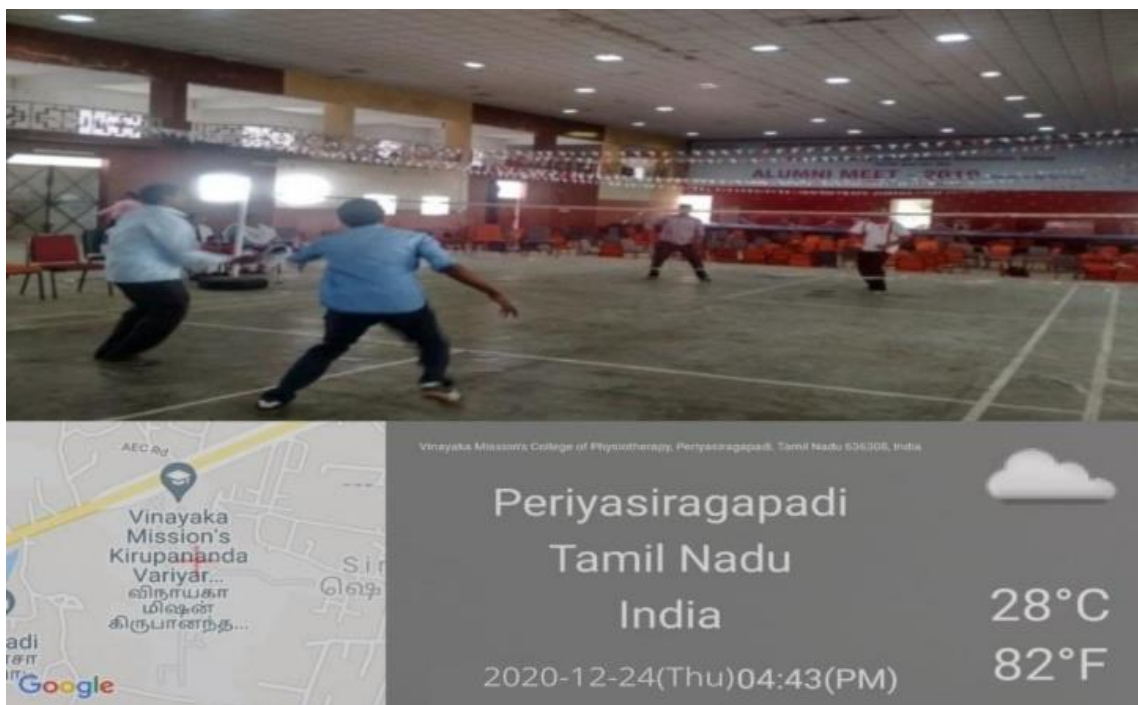 ALUMNI MEET - 2019
AEC Rd
Vinayaka
Mission's
Kirupananda
Variyar...
விநாயகா
மிஷன்
கிருபானந்த...
Google
Vinayaka Mission's College of Physiotherapy, Periyasiragapadi, Tamil Nadu 636308, India
Periyasiragapadi
Tamil Nadu
India
2020-12-24(Thu)04:43(PM)
28°C
82°F